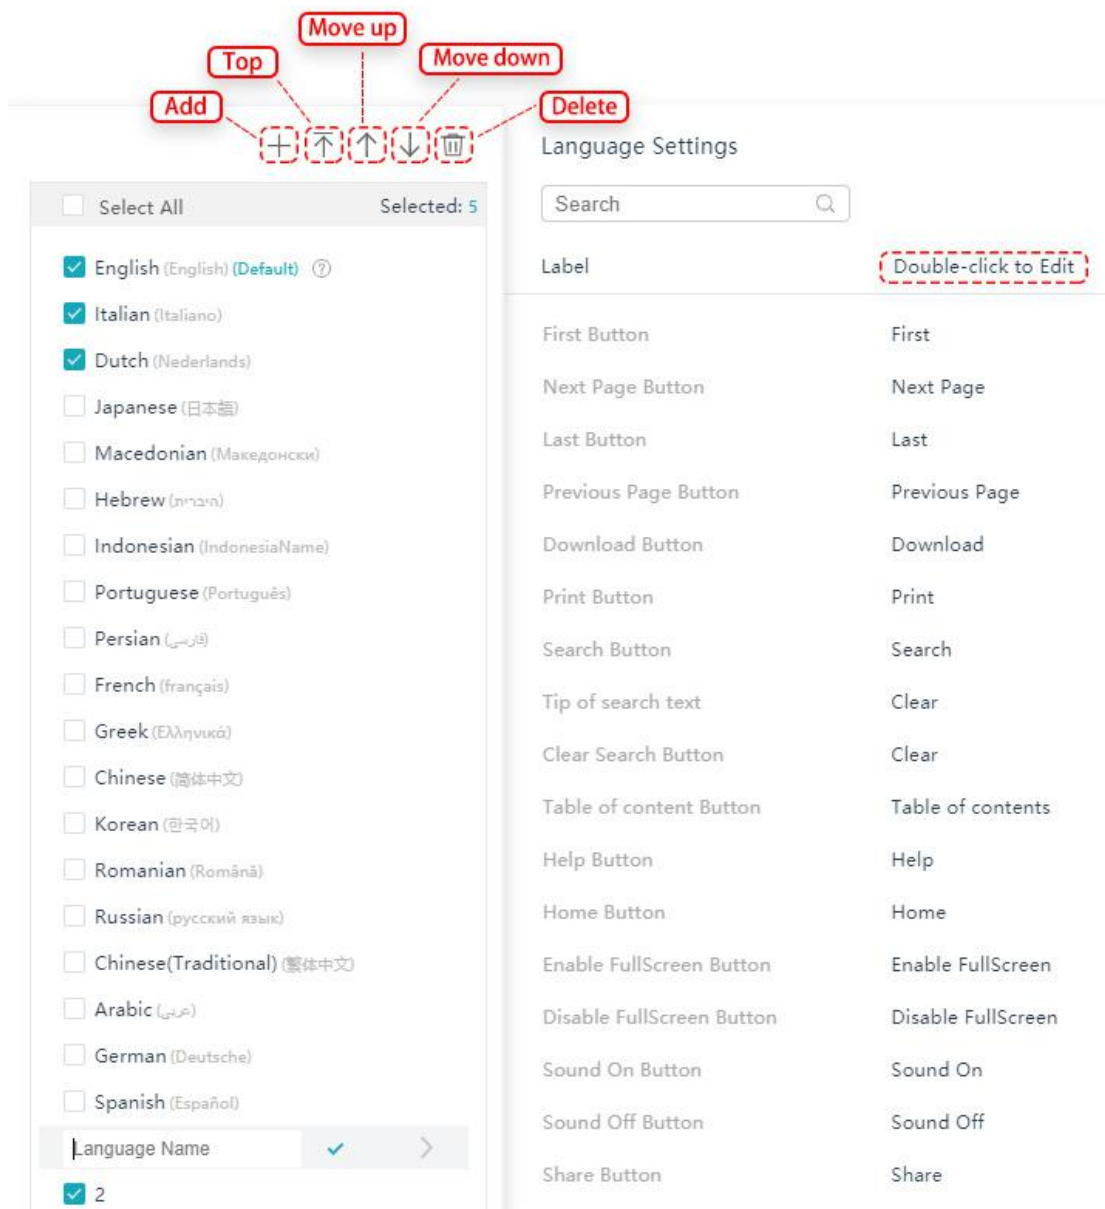 Move up
Top
Move down
Add
Delete
Language Settings
Search
Select All
Selected: 5
Label
Double-click to Edit
English (English) (Default) ?
Italian (Italiano)
Dutch (Nederlands)
Japanese (日本語)
Macedonian (Македонски)
Hebrew (היברית)
Indonesian (IndonesiaName)
Portuguese (Português)
Persian (فارسی)
French (français)
Greek (Ελληνικά)
Chinese (简体中文)
Korean (한국어)
Romanian (Română)
Russian (русский язык)
Chinese(Traditional) (繁体中文)
Arabic (عربى)
German (Deutsche)
Spanish (Español)
Language Name
2
First Button First
Next Page Button Next Page
Last Button Last
Previous Page Button Previous Page
Download Button Download
Print Button Print
Search Button Search
Tip of search text Clear
Clear Search Button Clear
Table of content Button Table of contents
Help Button Help
Home Button Home
Enable FullScreen Button Enable FullScreen
Disable FullScreen Button Disable FullScreen
Sound On Button Sound On
Sound Off Button Sound Off
Share Button Share